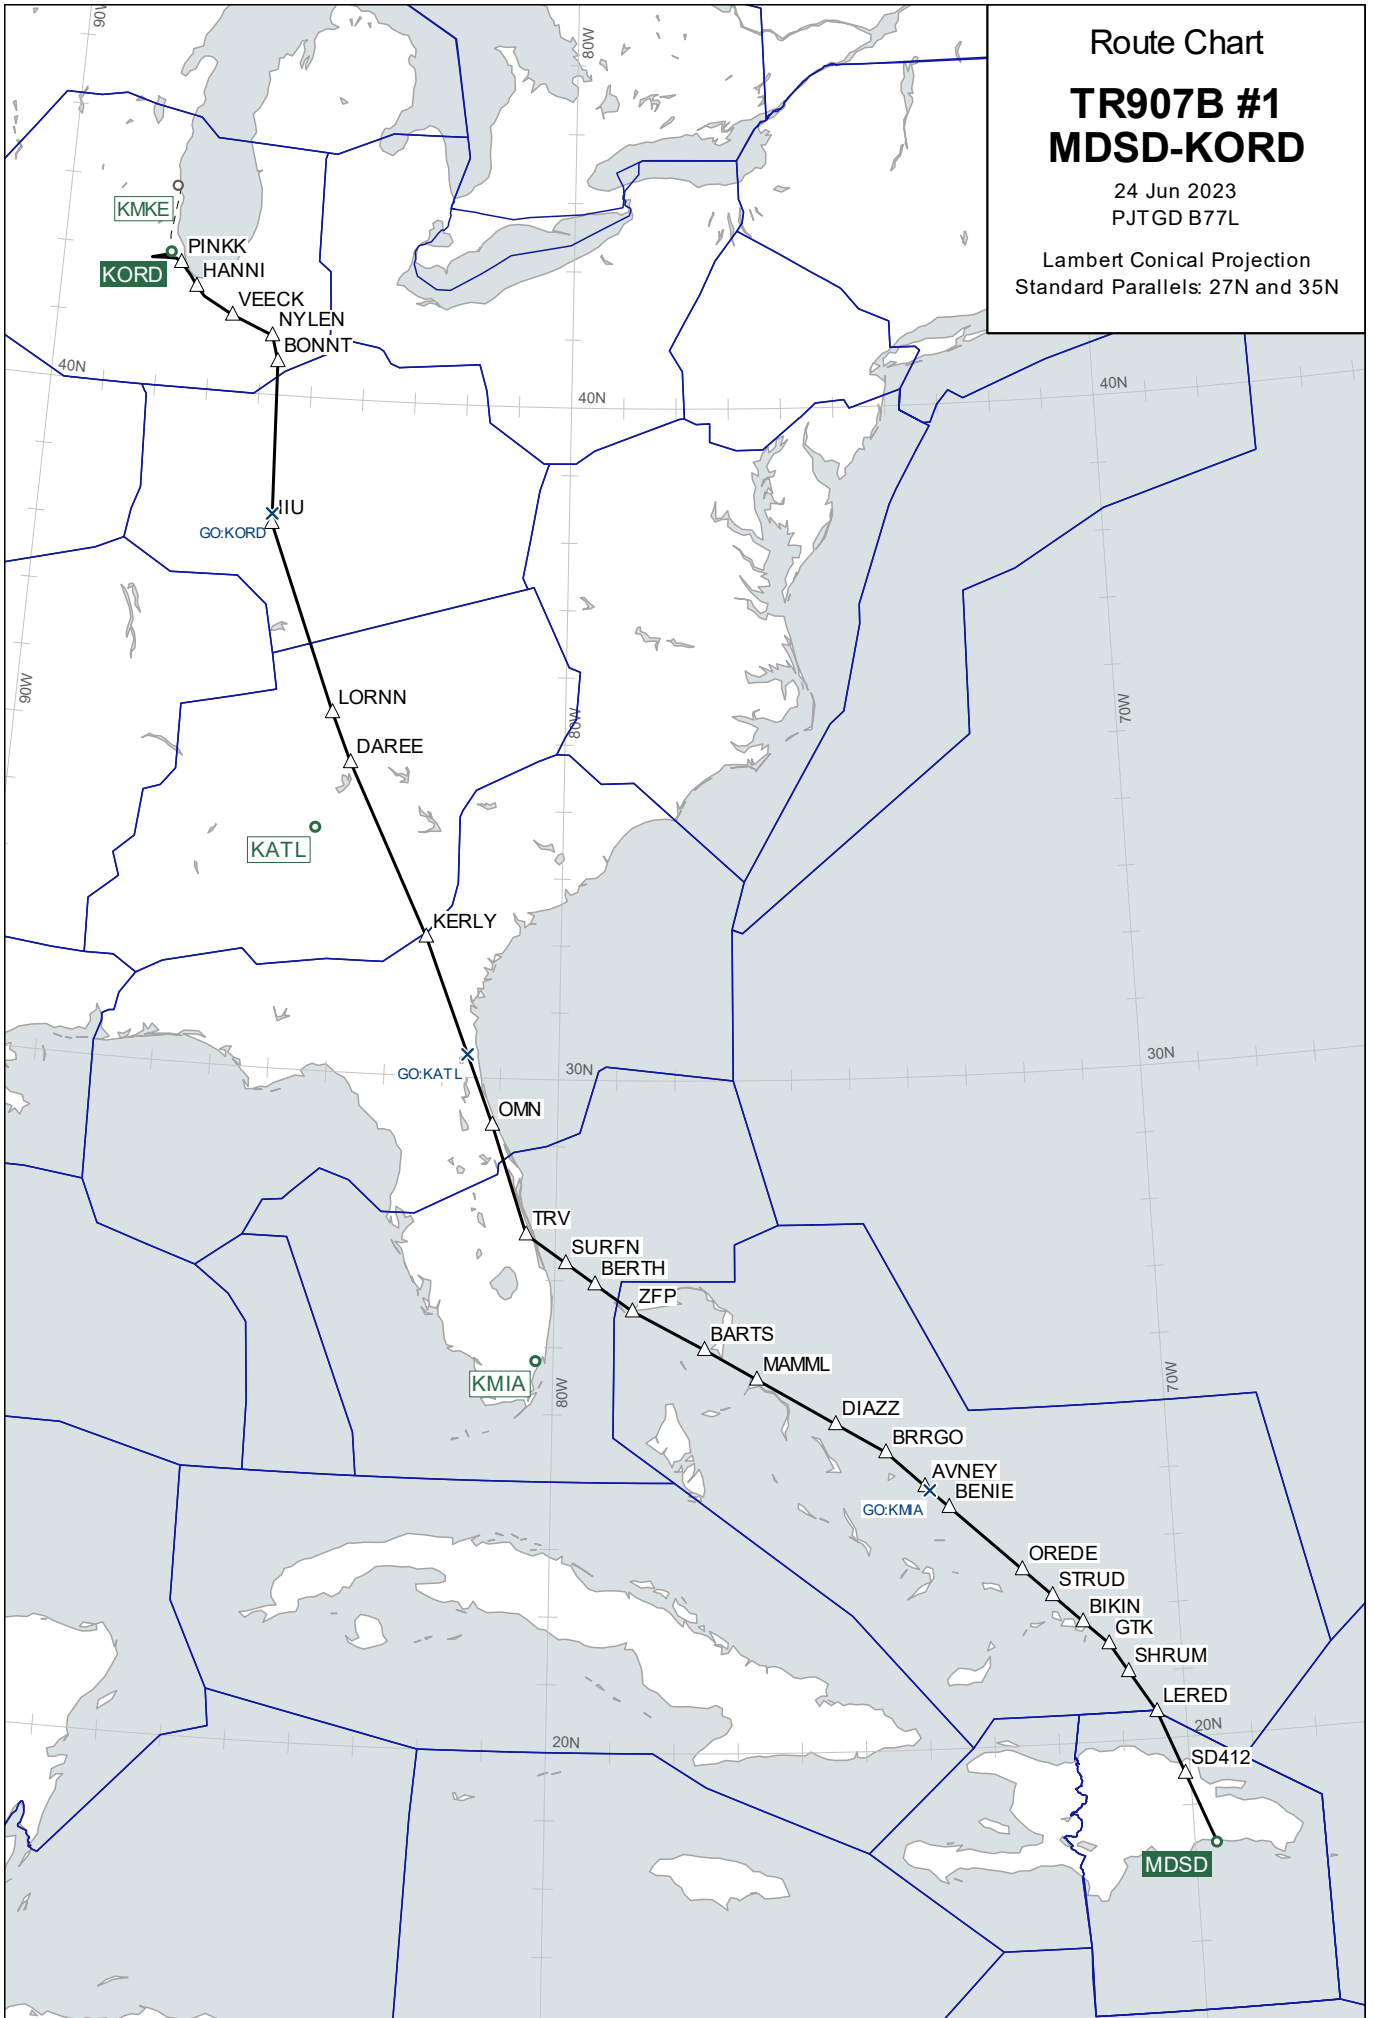 Route Chart
TR907B #1
MDSD-KORD
24 Jun 2023
PJTGD B77L
Lambert Conical Projection
Standard Parallels: 27N and 35N
90W
80W
KMKE
PINKK
KORD
HANNI
VEECK
NYLEN
BONNT
40N
40N
40N
IIU
GO:KORD
90W
80W
70W
LORNN
DAREE
KATL
KERLY
GO:KATL
30N
30N
OMN
TRV
SURFN
BERTH
ZFP
BARTS
MAMML
KMIA
80W
70W
DIAZZ
BRRGO
AVNEY
BENIE
GO:KMIA
OREDE
STRUD
BIKIN
GTK
SHRUM
LERED
20N
20N
SD412
MDSD